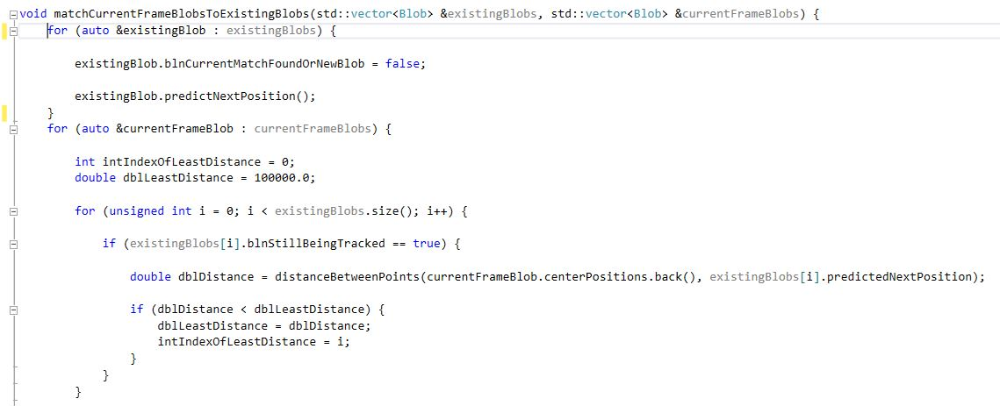 void matchCurrentFrameBlobsToExistingBlobs(std::vector<Blob> &existingBlobs, std::vector<Blob> &currentFrameBlobs) {
for (auto &existingBlob : existingBlobs) {
existingBlob.blnCurrentMatchFoundOrNewBlob = false;
existingBlob.predictNextPosition();
}
for (auto &currentFrameBlob : currentFrameBlobs) {
int intIndexOfLeastDistance = 0;
double dblLeastDistance = 100000.0;
for (unsigned int i = 0; i < existingBlobs.size(); i++) {
if (existingBlobs[i].blnStillBeingTracked == true) {
double dblDistance = distanceBetweenPoints(currentFrameBlob.centerPositions.back(), existingBlobs[i].predictedNextPosition);
if (dblDistance < dblLeastDistance) {
dblLeastDistance = dblDistance;
intIndexOfLeastDistance = i;
}
}
}